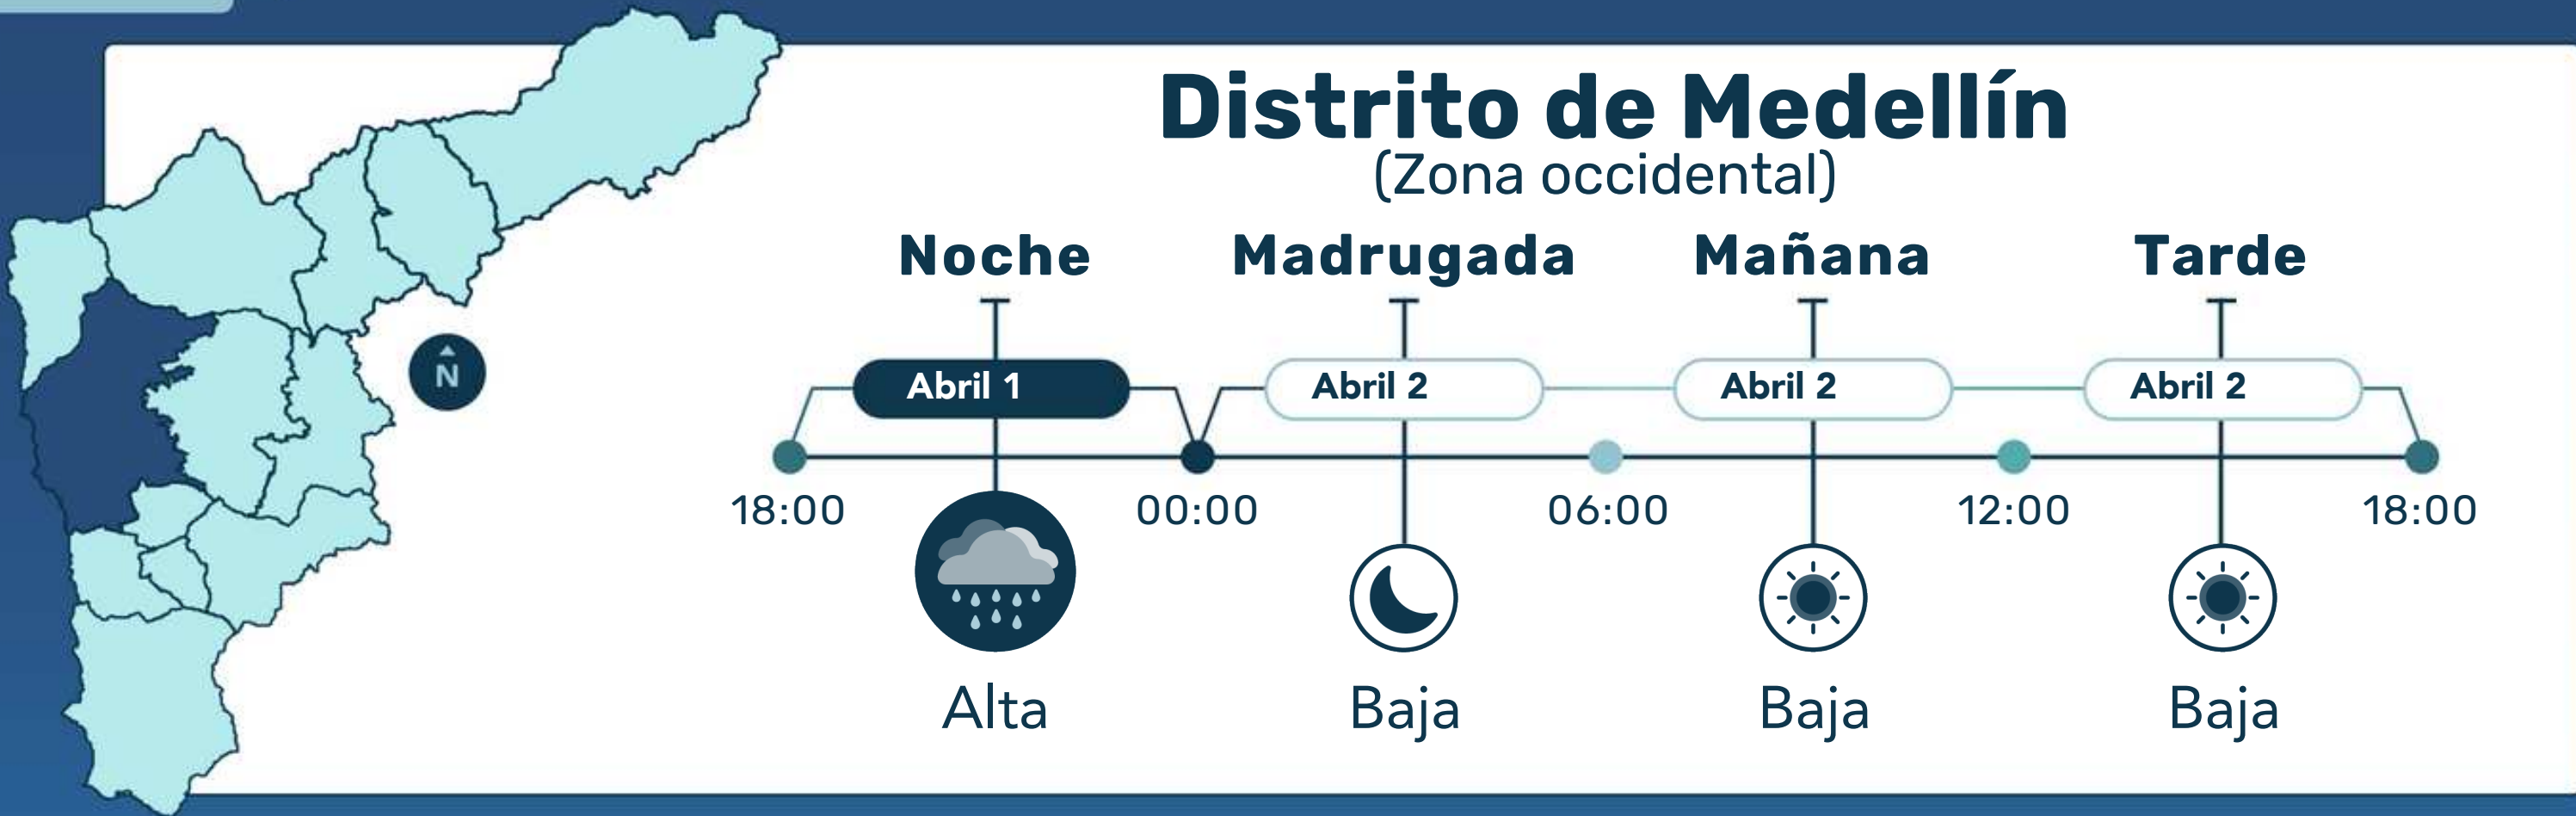 Distrito de Medellín
(Zona occidental)
Noche Madrugada Mañana Tarde
Abril 1 Abril 2 Abril 2 Abril 2
N
18:00 00:00 06:00 12:00 18:00
Alta Baja Baja Baja